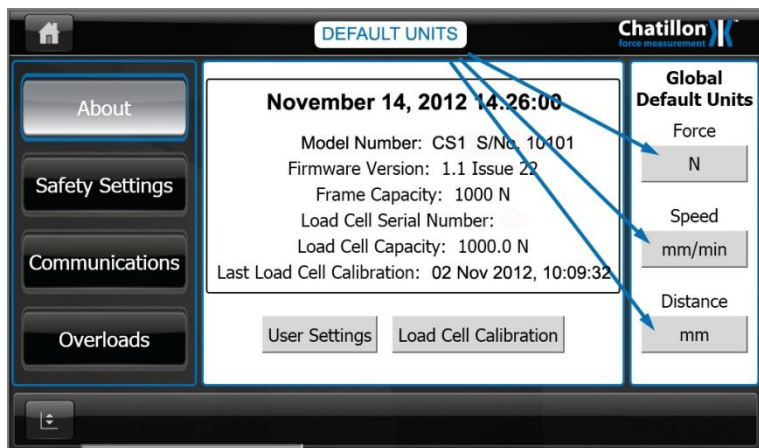 DEFAULT UNITS
Chatillon
force measurement
About
Safety Settings
Communications
Overloads
November 14, 2012 14.26:00
Model Number: CS1 S/No. 10101
Firmware Version: 1.1 Issue 22
Frame Capacity: 1000 N
Load Cell Serial Number:
Load Cell Capacity: 1000.0 N
Last Load Cell Calibration: 02 Nov 2012, 10:09:32
User Settings
Load Cell Calibration
Global
Default Units
Force
N
Speed
mm/min
Distance
mm